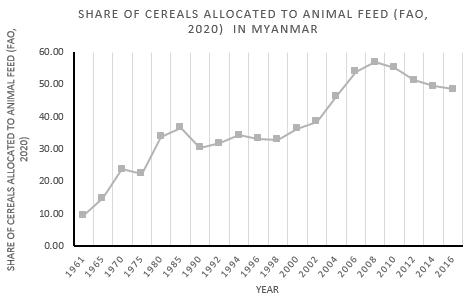 SHARE OF CEREALS ALLOCATED TO ANIMAL FEED (FAO,
2020) IN MYANMAR
SHARE OF CEREALS ALLOCATED TO ANIMAL FEED (FAO,
2020)
60.00
50.00
40.00
30.00
20.00
10.00
0.00
1961 1965 1970 1975 1980 1985 1990 1992 1994 1996 1998 2000 2002 2004 2006 2008 2010 2012 2014 2016
YEAR